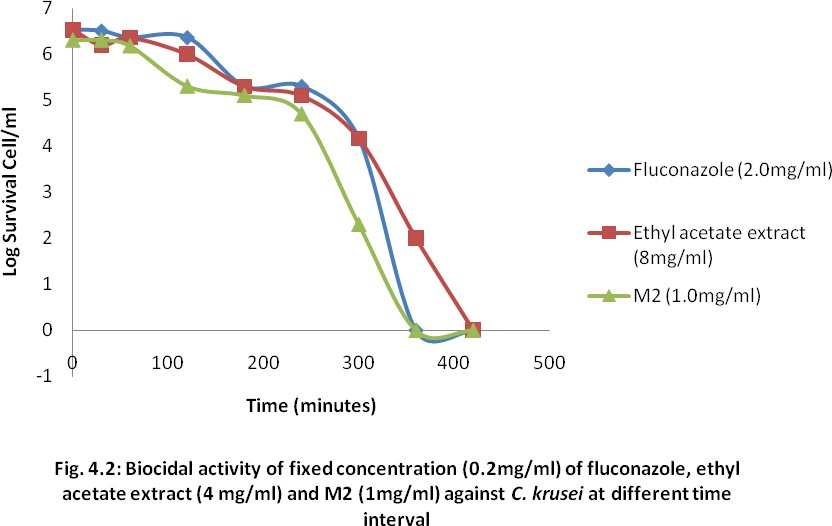 7
6
5
4
3
2
1
0
-1
Log Survival Cell/ml
0 100 200 300 400 500
Time (minutes)
Fluconazole (2.0mg/ml)
Ethyl acetate extract
(8mg/ml)
M2 (1.0mg/ml)
Fig. 4.2: Biocidal activity of fixed concentration (0.2mg/ml) of fluconazole, ethyl
acetate extract (4 mg/ml) and M2 (1mg/ml) against C. krusei at different time
interval